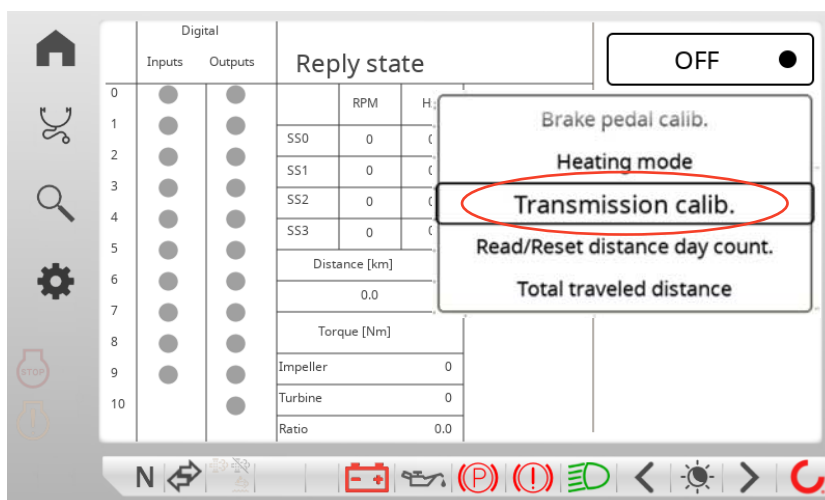 Digital
Inputs Outputs
Reply state
OFF
RPM
0
1
2
3
4
5
6
7
8
9
10
SS0 0
SS1 0
SS2 0
SS3 0
Distance [km]
0.0
Torque [Nm]
Impeller 0
Turbine 0
Ratio 0.0
Brake pedal calib.
Heating mode
Transmission calib.
Read/Reset distance day count.
Total traveled distance
STOP
N
(P) (!)